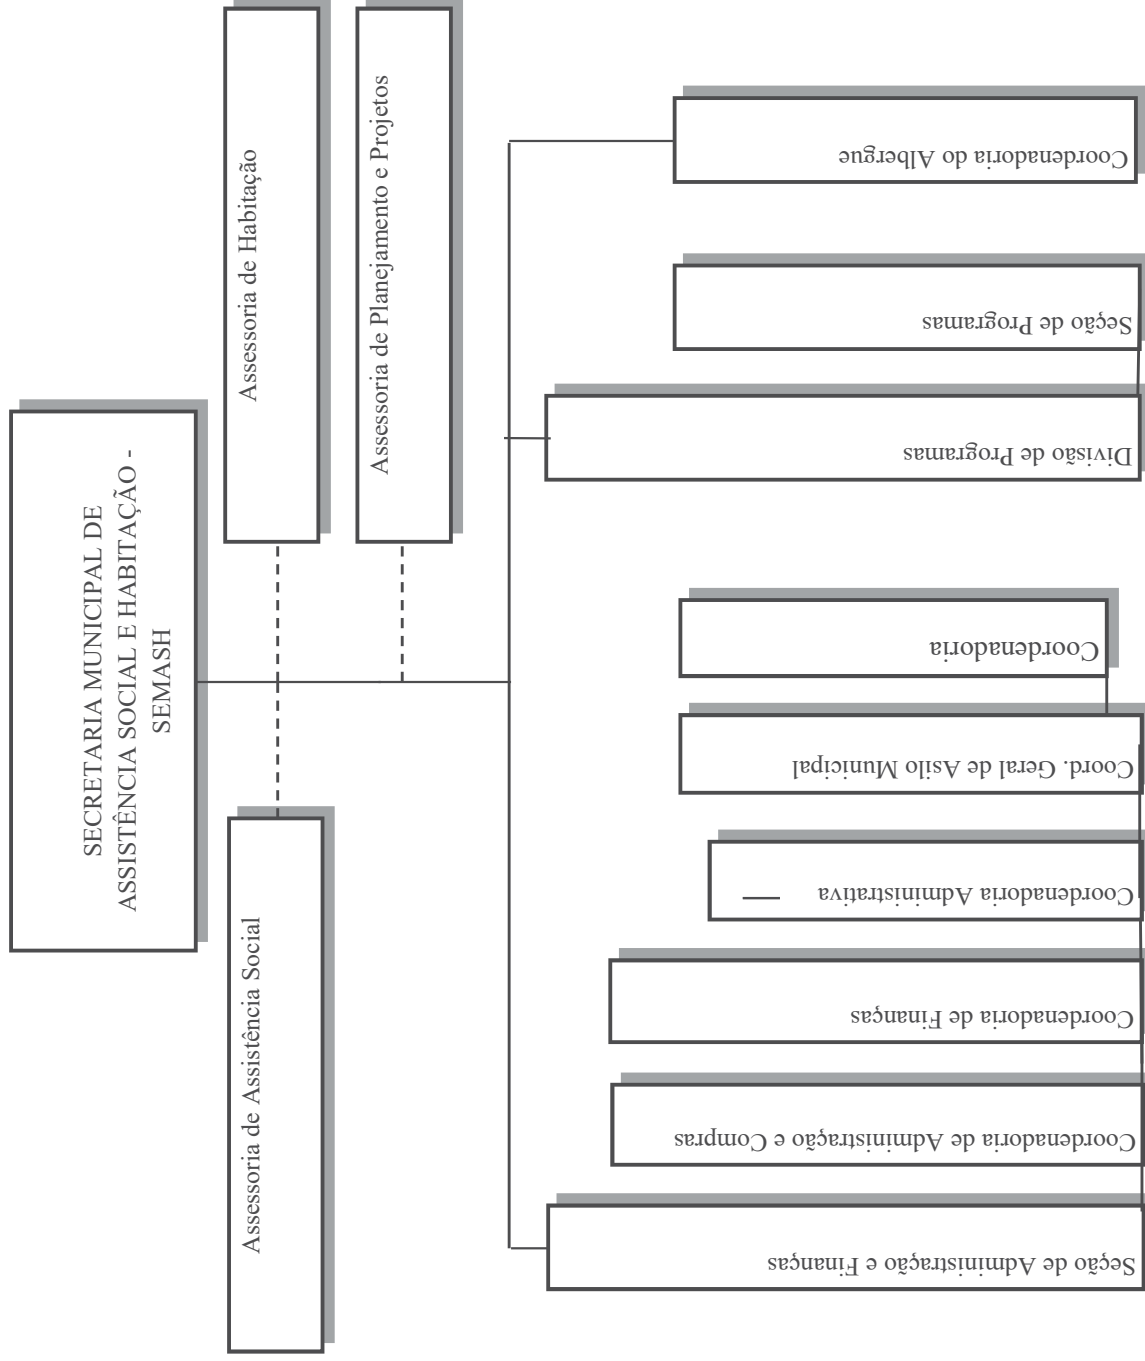 SECRETARIA MUNICIPAL DE
ASSISTÊNCIA SOCIAL E HABITAÇÃO -
SEMASH
Assessoria de Assistência Social
Assessoria de Habitação
Assessoria de Planejamento e Projetos
Seção de Administração e Finanças
Coordenadoria de Administração e Compras
Coordenadoria de Finanças
Coordenadoria Administrativa
Coord. Geral de Asilo Municipal
Coordenadoria
Divisão de Programas
Seção de Programas
Coordenadoria do Albergue